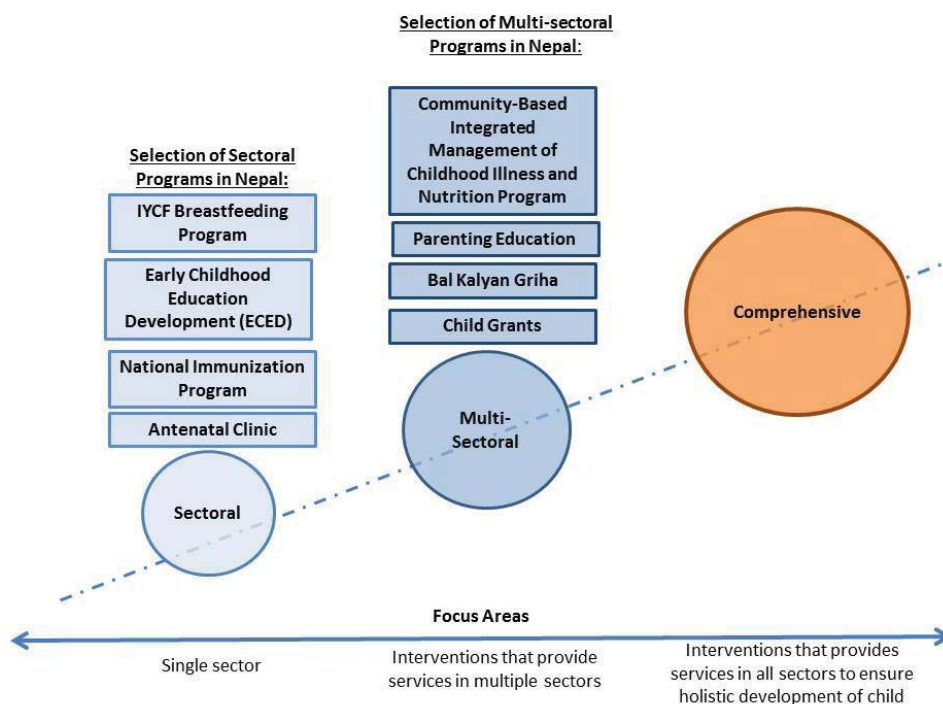 Selection of Multi-sectoral
Programs in Nepal:
Community-Based
Integrated
Management of
Childhood Illness and
Nutrition Program
Parenting Education
Bal Kalyan Griha
Child Grants
Multi-
Sectoral
Selection of Sectoral
Programs in Nepal:
IYCF Breastfeeding
Program
Early Childhood
Education
Development (ECED)
National Immunization
Program
Antenatal Clinic
Sectoral
Comprehensive
Focus Areas
Single sector
Interventions that provide
services in multiple sectors
Interventions that provides
services in all sectors to ensure
holistic development of child